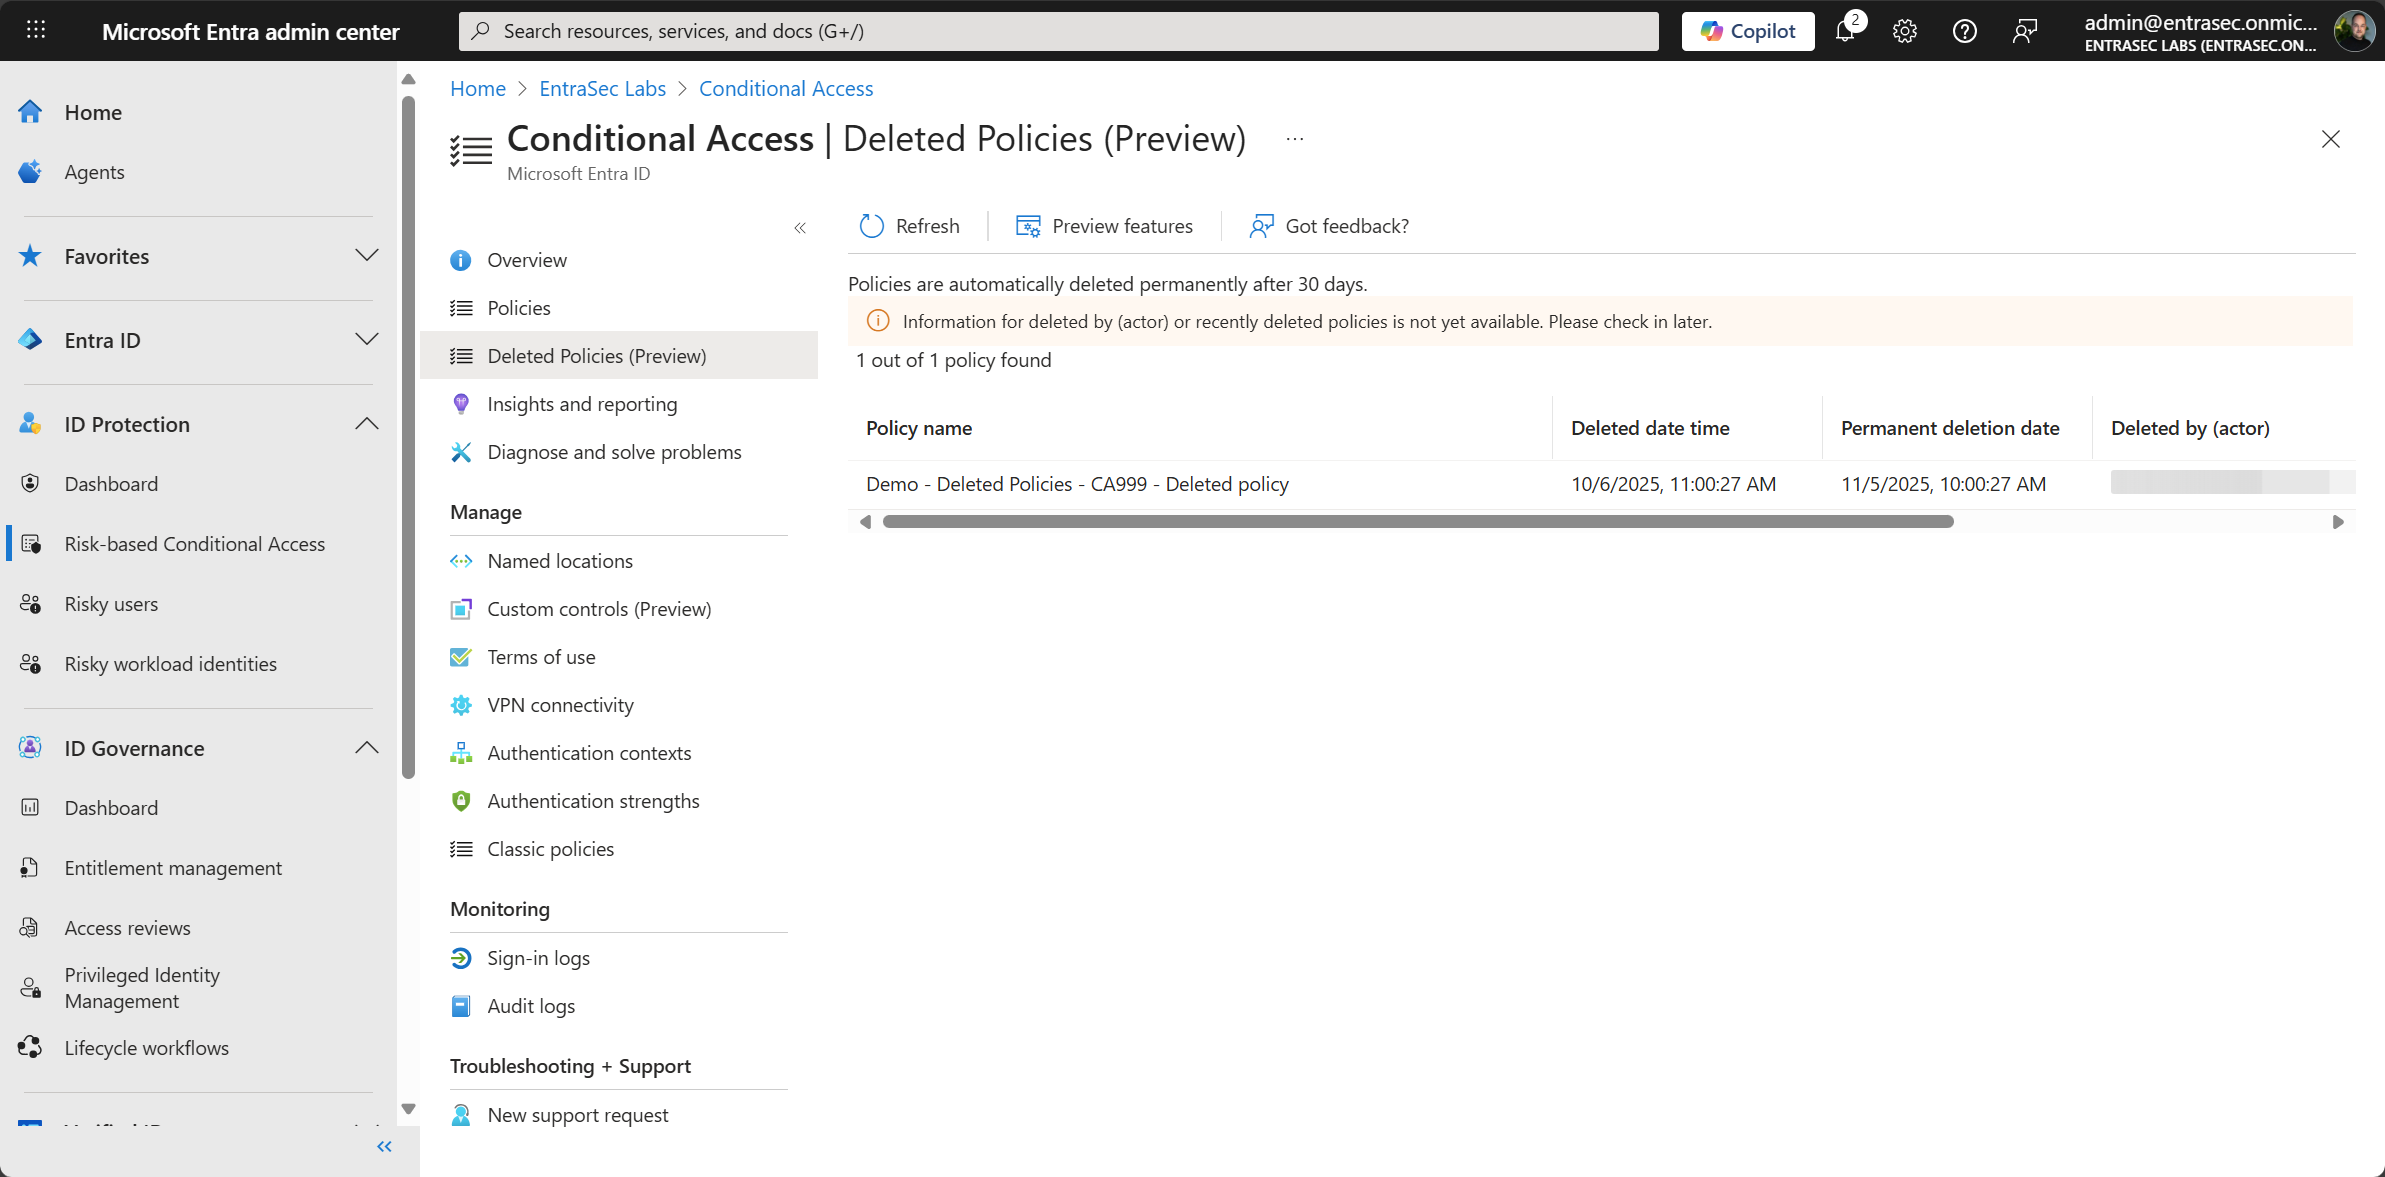 Microsoft Entra admin center
Search resources, services, and docs (G+/)
Copilot
2
admin@entrasec.onmic...
ENTRASEC LABS (ENTRASEC.ON...
Home
Agents
Favorites
Entra ID
ID Protection
Dashboard
Risk-based Conditional Access
Risky users
Risky workload identities
ID Governance
Dashboard
Entitlement management
Access reviews
Privileged Identity
Management
Lifecycle workflows
Home > EntraSec Labs > Conditional Access
Conditional Access | Deleted Policies (Preview) ...
Microsoft Entra ID
Overview
Policies
Deleted Policies (Preview)
Insights and reporting
Diagnose and solve problems
Manage
Named locations
Custom controls (Preview)
Terms of use
VPN connectivity
Authentication contexts
Authentication strengths
Classic policies
Monitoring
Sign-in logs
Audit logs
Troubleshooting + Support
New support request
Refresh
Preview features
Got feedback?
Policies are automatically deleted permanently after 30 days.
Information for deleted by (actor) or recently deleted policies is not yet available. Please check in later.
1 out of 1 policy found
Policy name Deleted date time Permanent deletion date Deleted by (actor)
Demo - Deleted Policies - CA999 - Deleted policy 10/6/2025, 11:00:27 AM 11/5/2025, 10:00:27 AM